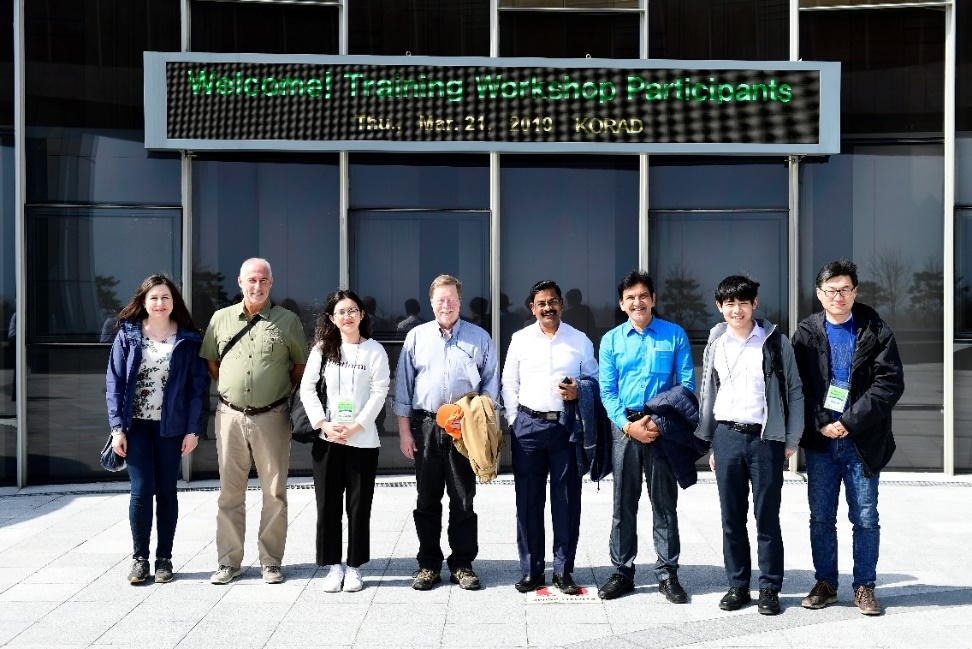 Welcome! Training Workshop Participants
Thu., Mar. 21, 2019 KORAD